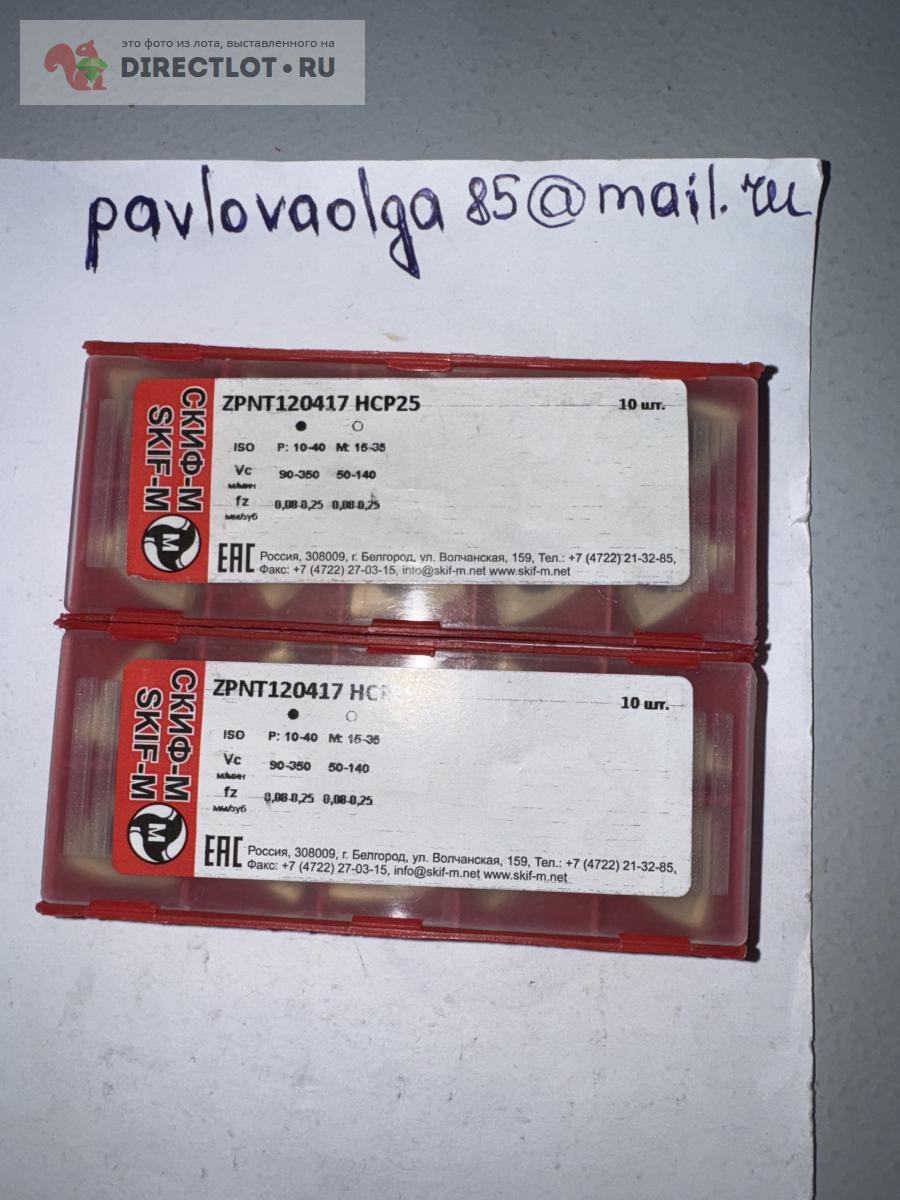 это фото из лота, выставленного на
DIRECTLOT•RU
pavlovaolga85@mail.ru
СКИФ-М
SKIF-M
M
ZPNT120417 HCP25 10 шт.
ISO P: 10-40 M: 15-35
Vc 90-350 50-140
м/мин
fz 0,08-0,25 0,08-0,25
мм/зуб
EAC Россия, 308009, г. Белгород, ул. Волчанская, 159, Тел.: +7 (4722) 21-32-85,
Факс: +7 (4722) 27-03-15, info@skif-m.net www.skif-m.net
СКИФ-М
SKIF-M
M
ZPNT120417 10 шт.
ISO P: 10-40 M: 15-35
Vc 90-350 50-140
м/мин
fz 0,08-0,25 0,08-0,25
мм/зуб
EAC Россия, 308009, г. Белгород, ул. Волчанская, 159, Тел.: +7 (4722) 21-32-85,
Факс: +7 (4722) 27-03-15, info@skif-m.net www.skif-m.net